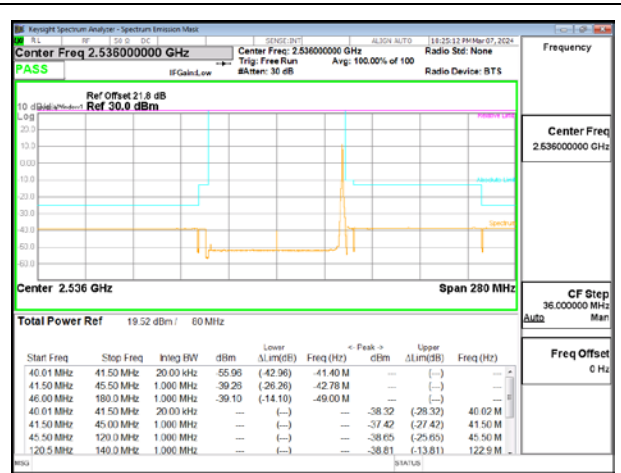 Keysight Spectrum Analyzer - Spectrum Emission Mask
RL RF 50 Ω DC SENSE:INT ALIGN AUTO 10:25:12 PM Mar 07, 2024
Center Freq 2.536000000 GHz Center Freq: 2.536000000 GHz Radio Std: None Frequency
Trig: Free Run Avg: 100.00% of 100
PASS IFGain:Low #Atten: 30 dB Radio Device: BTS
Ref Offset 21.8 dB
10 dB/div Ref 30.0 dBm
Log Relative Limit
20.0
10.0
0.00
-10.0 Absolute Limit
-20.0
-30.0
-40.0 Spectrum
-50.0
-60.0
Center 2.536 GHz Span 280 MHz
Total Power Ref 19.52 dBm / 60 MHz
Lower <- Peak -> Upper
Start Freq Stop Freq Integ BW dBm ΔLim(dB) Freq (Hz) dBm ΔLim(dB) Freq (Hz)
40.01 MHz 41.50 MHz 20.00 kHz -55.96 (-42.96) -41.40 M --- (---) ---
41.50 MHz 45.50 MHz 1.000 MHz -39.26 (-26.26) -42.78 M --- (---) ---
46.00 MHz 180.0 MHz 1.000 MHz -39.10 (-14.10) -49.00 M --- (---) ---
40.01 MHz 41.50 MHz 20.00 kHz --- (---) --- -38.32 (-28.32) 40.02 M
41.50 MHz 45.00 MHz 1.000 MHz --- (---) --- -37.42 (-27.42) 41.50 M
45.50 MHz 120.0 MHz 1.000 MHz --- (---) --- -38.65 (-25.65) 45.50 M
120.5 MHz 140.0 MHz 1.000 MHz --- (---) --- -38.81 (-13.81) 122.9 M
MSG STATUS
Center Freq
2.536000000 GHz
CF Step
36.000000 MHz
Auto Man
Freq Offset
0 Hz